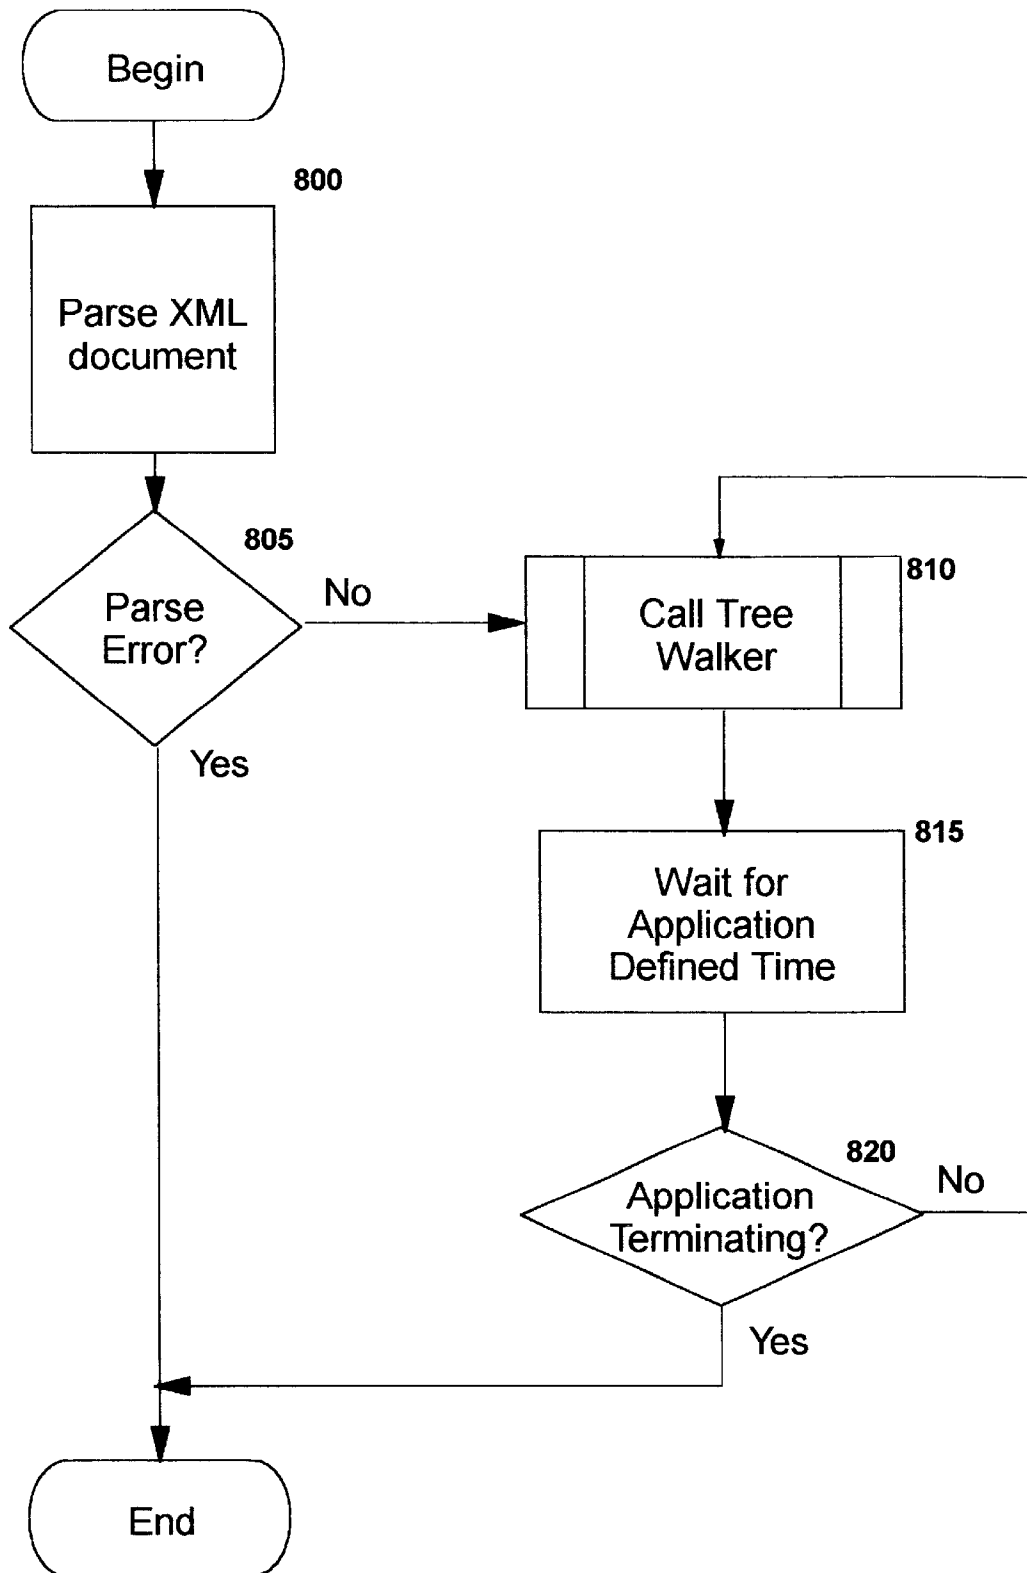 Begin
800
Parse XML
document
805
Parse
Error?
No
Yes
810
Call Tree
Walker
815
Wait for
Application
Defined Time
820
Application
Terminating?
No
Yes
End